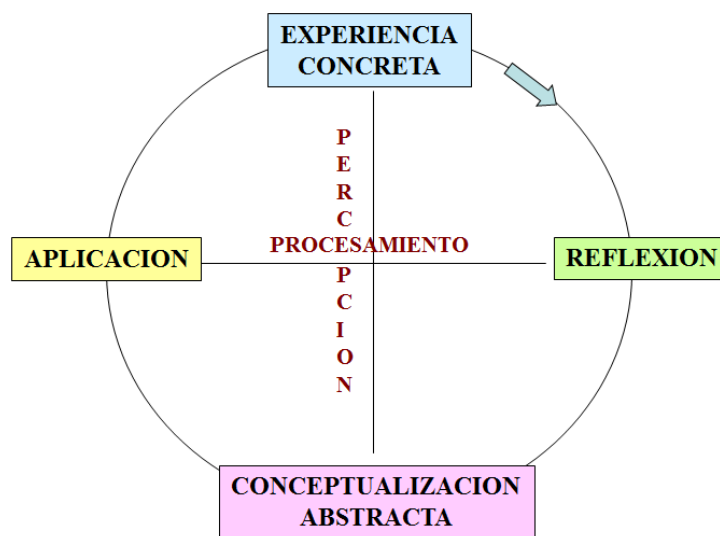 EXPERIENCIA
CONCRETA
P
E
R
C
PROCESAMIENTO
P
C
I
O
N
APLICACION
REFLEXION
CONCEPTUALIZACION
ABSTRACTA